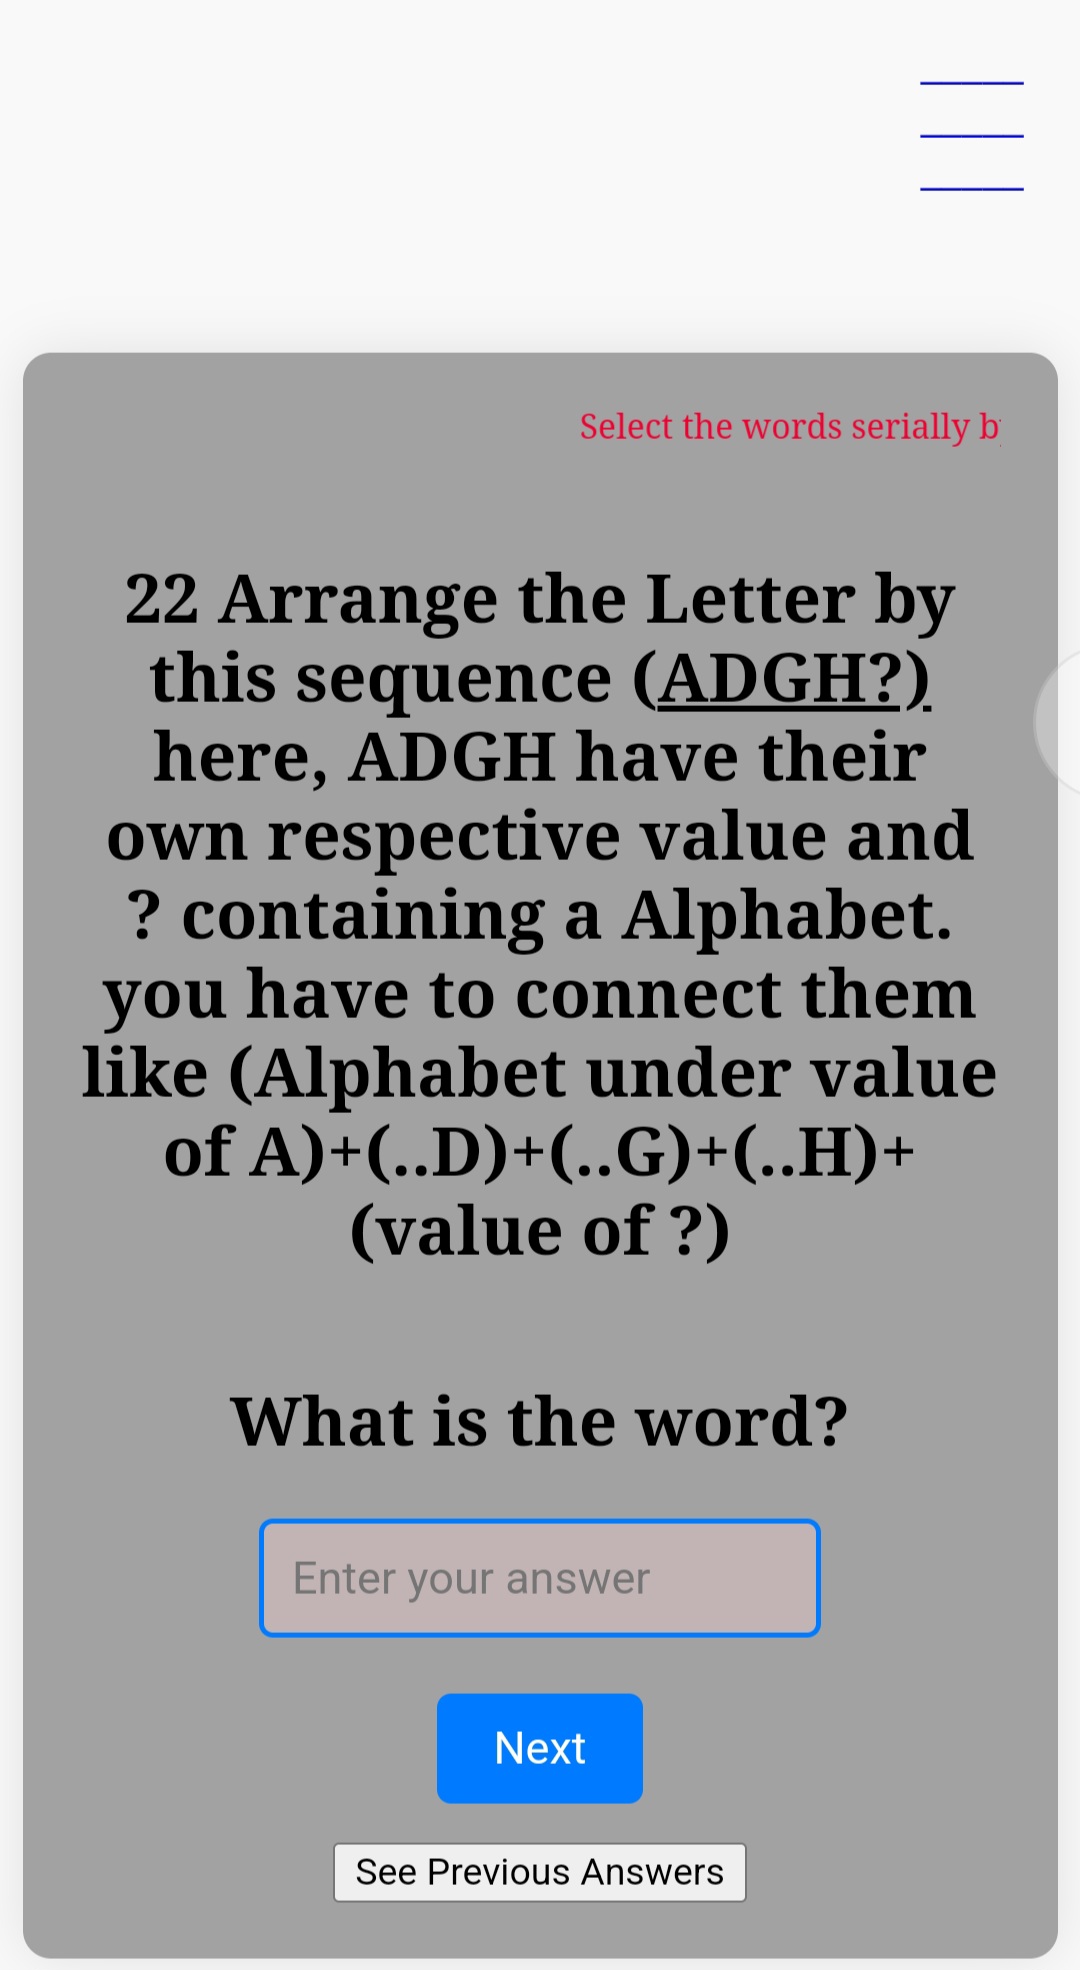 Select the words serially by
22 Arrange the Letter by
this sequence (ADGH?)
here, ADGH have their
own respective value and
? containing a Alphabet.
you have to connect them
like (Alphabet under value
of A)+(..D)+(..G)+(..H)+
(value of ?)
What is the word?
Enter your answer
Next
See Previous Answers